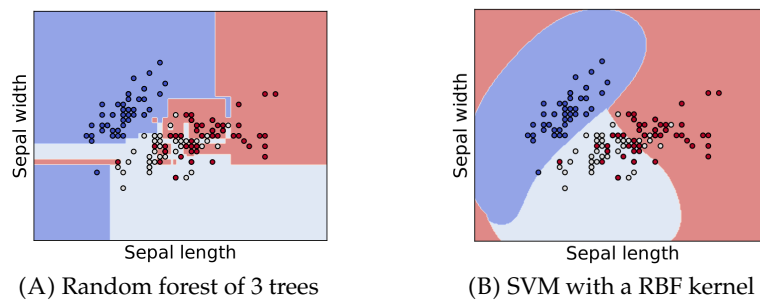 Sepal width
Sepal length
(A) Random forest of 3 trees
Sepal width
Sepal length
(B) SVM with a RBF kernel